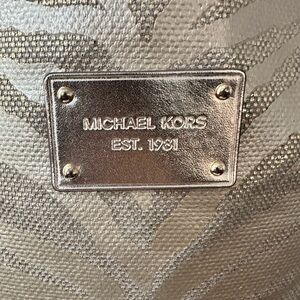 MICHAEL KORS
EST. 1981